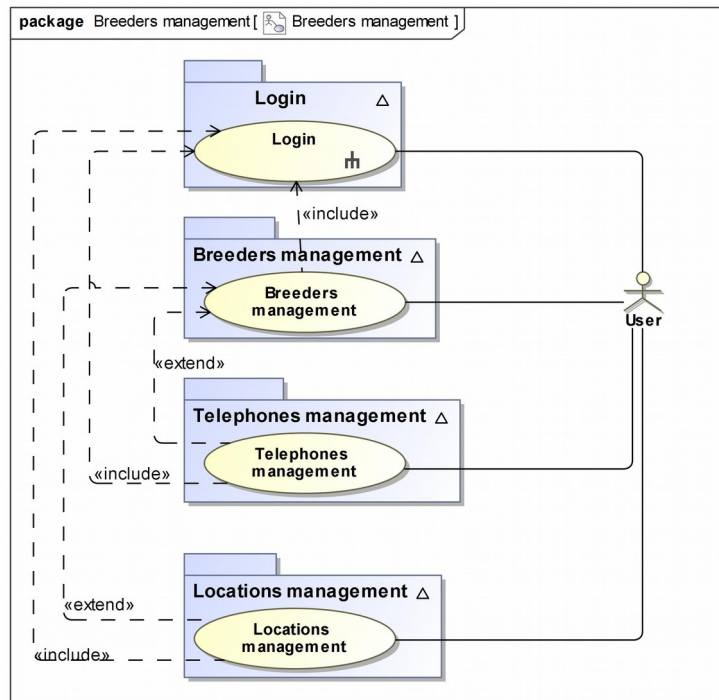 package Breeders management [ Breeders management ]
Login
Login
«include»
Breeders management
Breeders
management
User
«extend»
Telephones management
Telephones
management
«include»
Locations management
«extend»
Locations
management
«include»